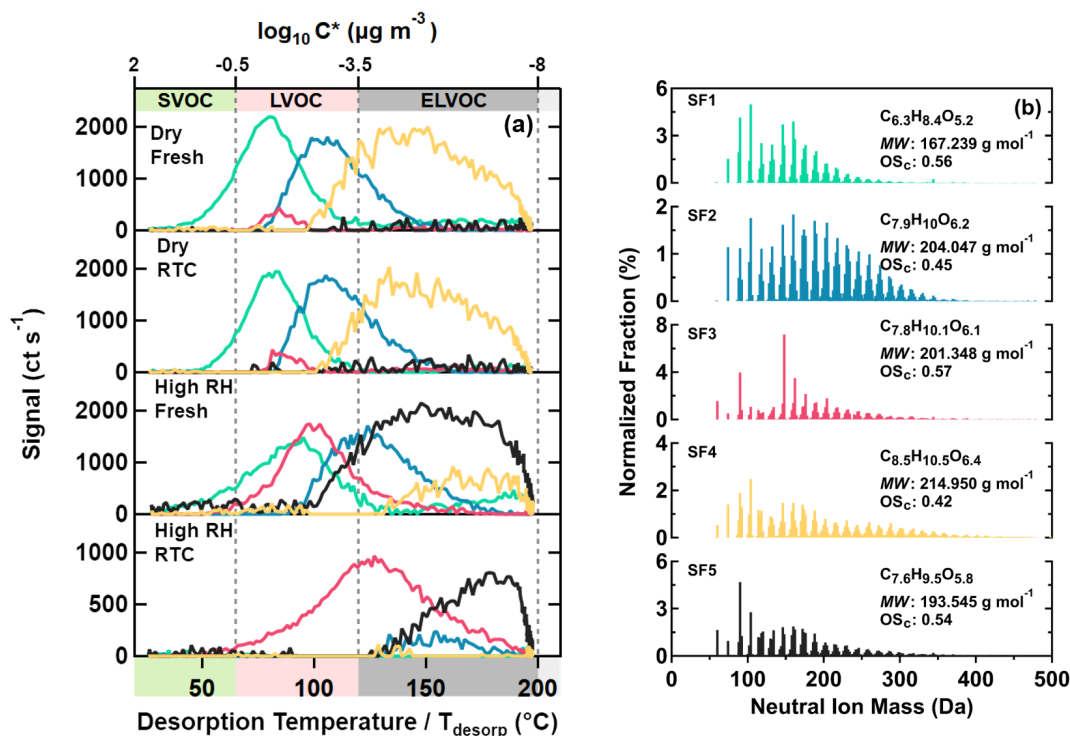 log₁₀ C* (µg m⁻³)
2 -0.5 -3.5 -8
SVOC LVOC ELVOC
(a)
Dry
Fresh
2000
1000
0
Dry
RTC
2000
1000
0
High RH
Fresh
2000
1000
0
High RH
RTC
1000
500
0
Signal (ct s⁻¹)
50 100 150 200
Desorption Temperature / T_desorp (°C)
(b)
SF1
C₆.₃H₈.₄O₅.₂
MW: 167.239 g mol⁻¹
OS_C: 0.56
6
3
0
SF2
C₇.₉H₁₀O₆.₂
MW: 204.047 g mol⁻¹
OS_C: 0.45
2
1
0
SF3
C₇.₈H₁₀.₁O₆.₁
MW: 201.348 g mol⁻¹
OS_C: 0.57
8
4
0
SF4
C₈.₅H₁₀.₅O₆.₄
MW: 214.950 g mol⁻¹
OS_C: 0.42
4
2
0
SF5
C₇.₆H₉.₅O₅.₈
MW: 193.545 g mol⁻¹
OS_C: 0.54
6
3
0
Normalized Fraction (%)
0 100 200 300 400 500
Neutral Ion Mass (Da)